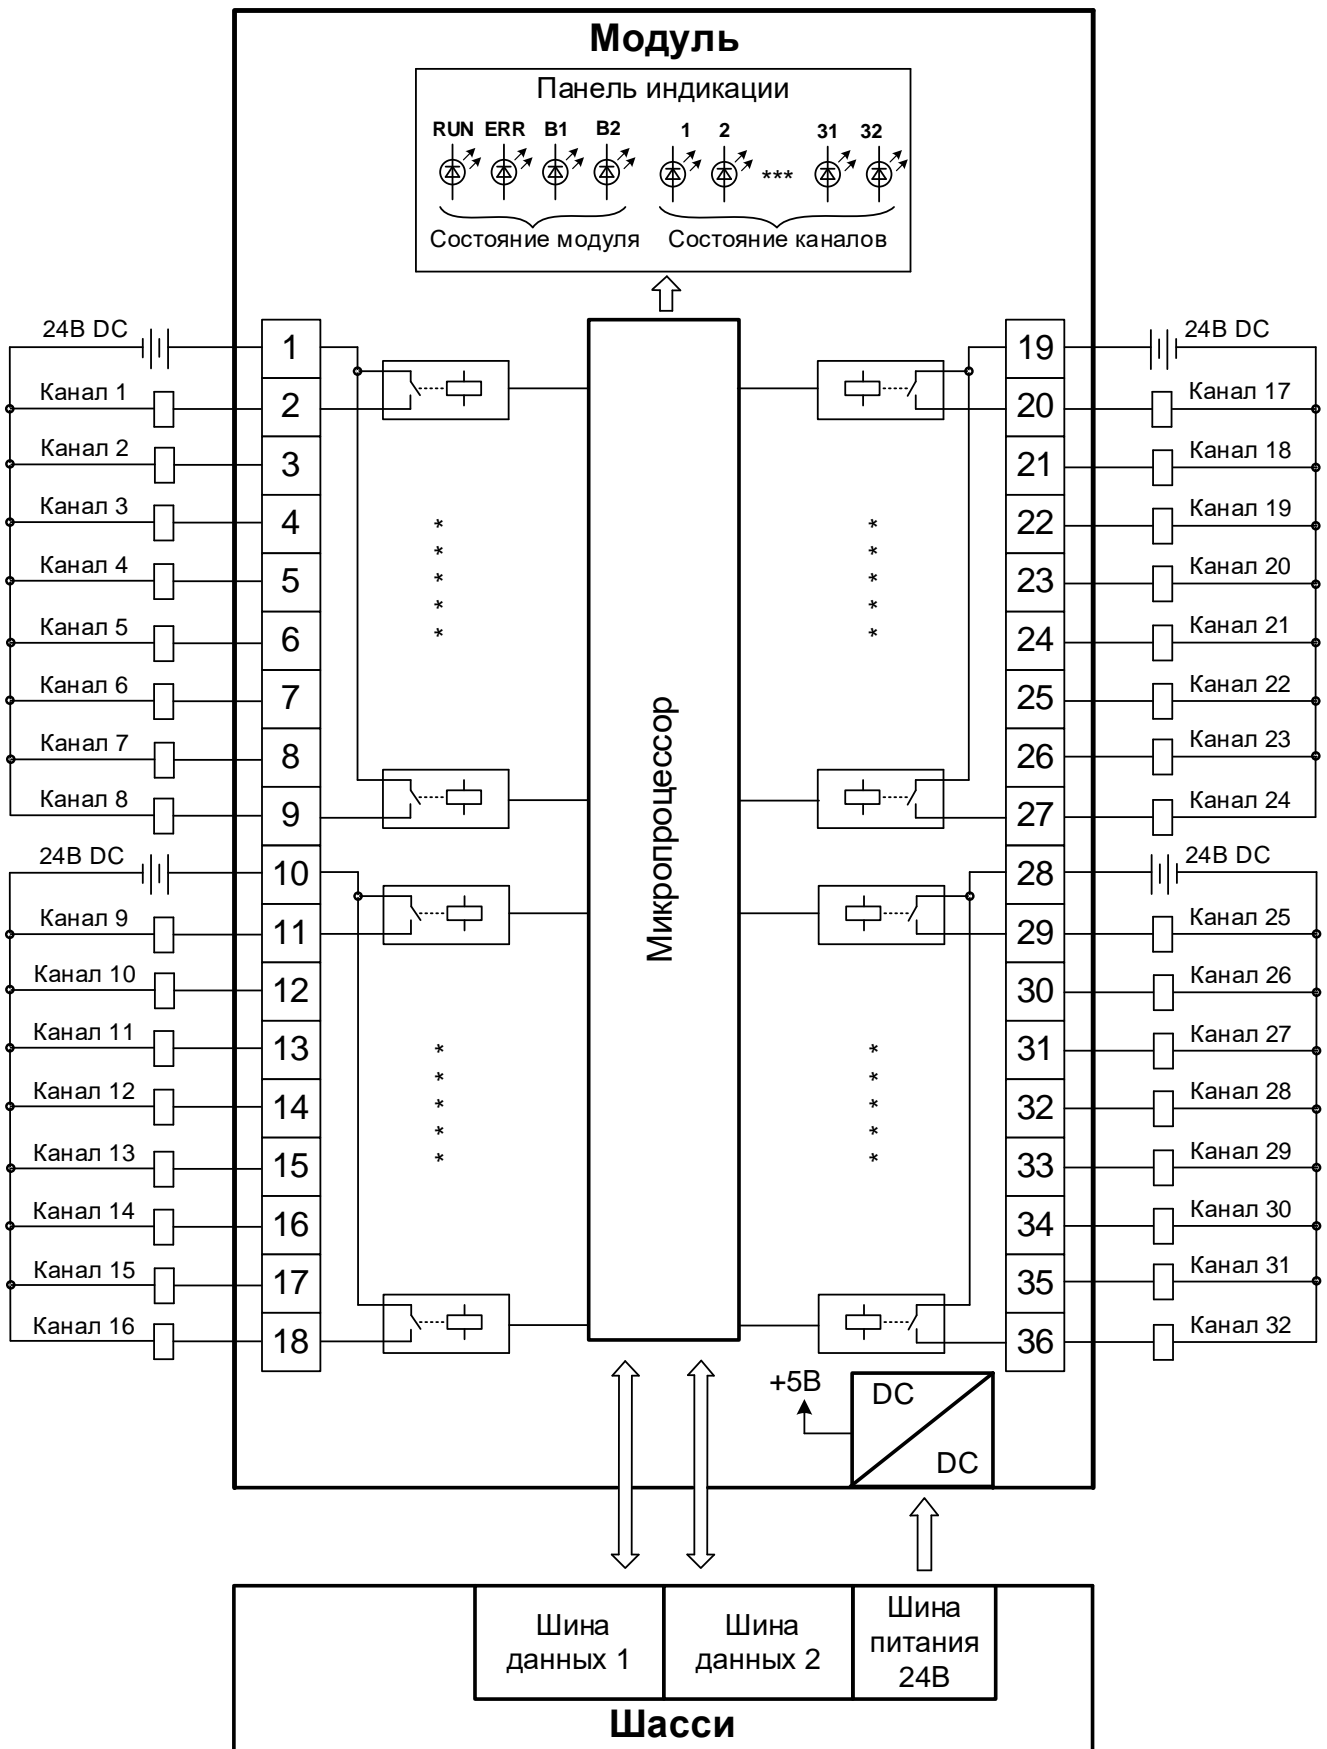 Модуль
Панель индикации
RUN ERR B1 B2 1 2 31 32
***
Состояние модуля Состояние каналов
24В DC 1 19 24В DC
Канал 1 2 20 Канал 17
Канал 2 3 21 Канал 18
Канал 3 4 22 Канал 19
Канал 4 5 23 Канал 20
Канал 5 6 24 Канал 21
Канал 6 7 25 Канал 22
Канал 7 8 26 Канал 23
Канал 8 9 27 Канал 24
24В DC 10 28 24В DC
Канал 9 11 29 Канал 25
Канал 10 12 30 Канал 26
Канал 11 13 31 Канал 27
Канал 12 14 32 Канал 28
Канал 13 15 33 Канал 29
Канал 14 16 34 Канал 30
Канал 15 17 35 Канал 31
Канал 16 18 36 Канал 32
* * * * *
* * * * *
* * * * *
* * * * *
Микропроцессор
+5В
DC
DC
Шина
данных 1
Шина
данных 2
Шина
питания
24В
Шасси